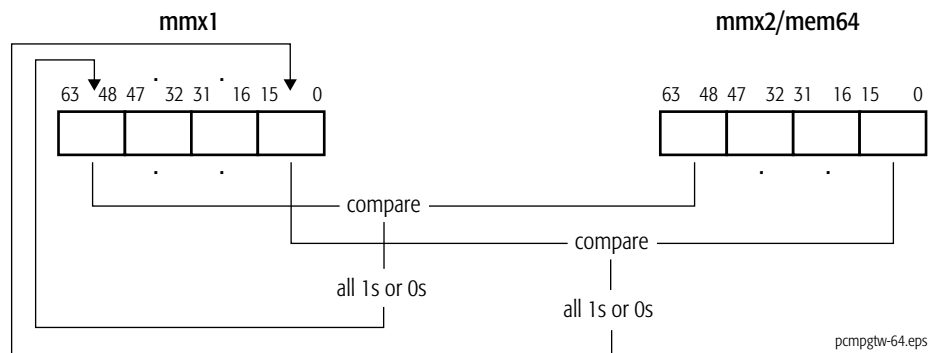 mmx1 mmx2/mem64
. . . .
63 48 47 32 31 16 15 0 63 48 47 32 31 16 15 0
. . . .
compare
compare
all 1s or 0s
all 1s or 0s
pcmpgtw-64.eps